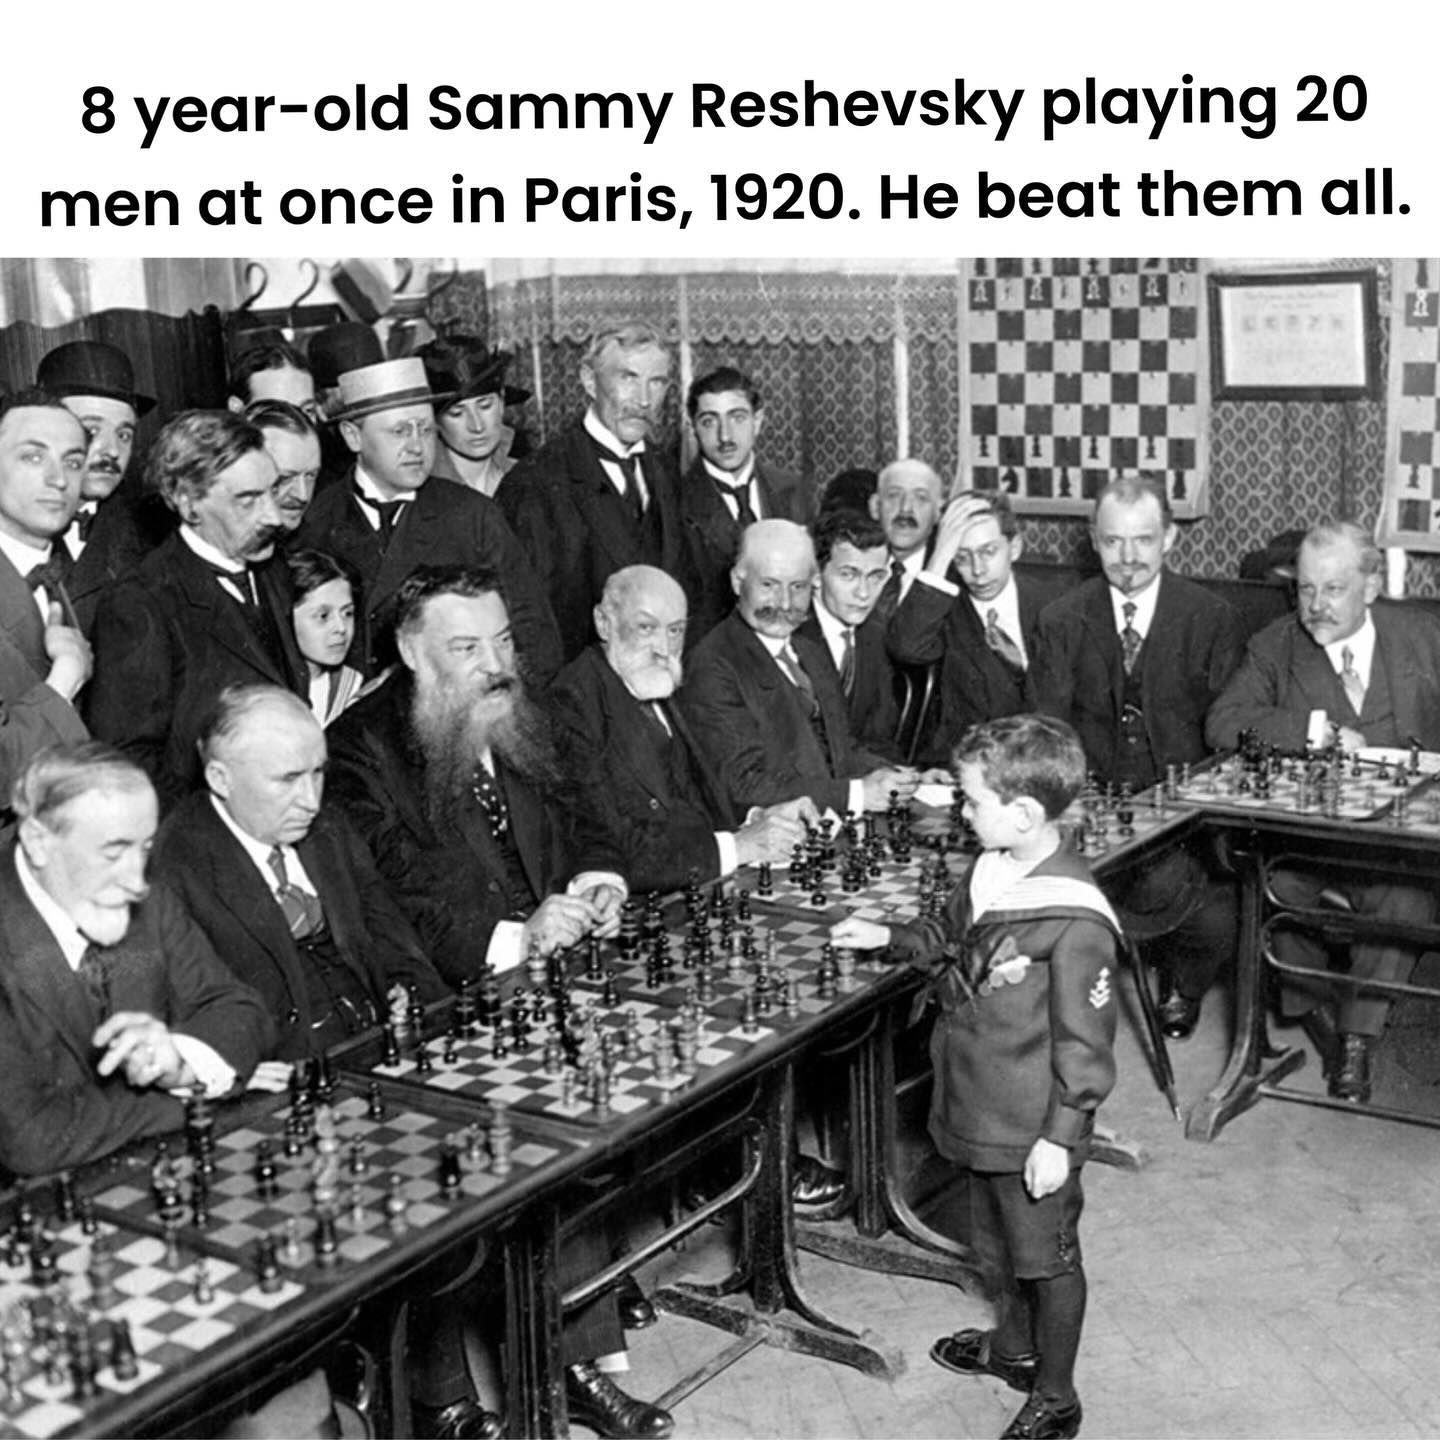 8 year-old Sammy Reshevsky playing 20
men at once in Paris, 1920. He beat them all.